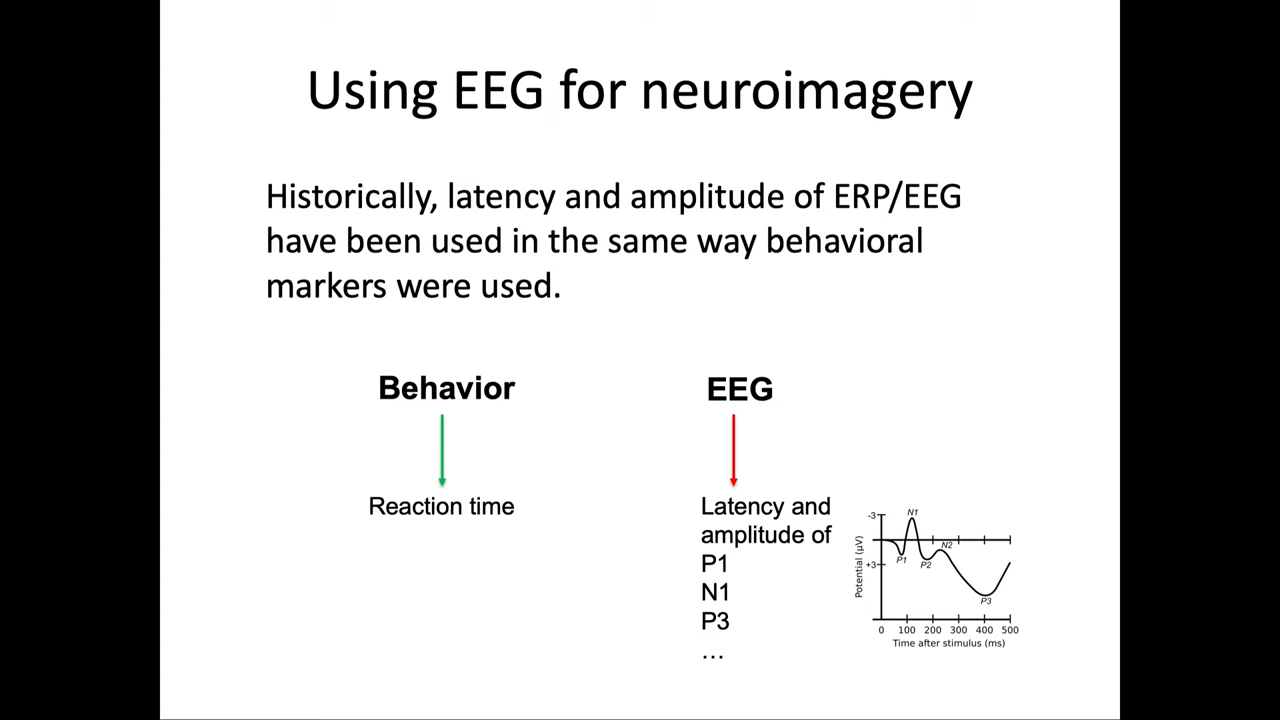 Using EEG for neuroimagery
Historically, latency and amplitude of ERP/EEG
have been used in the same way behavioral
markers were used.
Behavior
EEG
Reaction time
Latency and
amplitude of
P1
N1
P3
...
-3
N1
N2
P1
P2
+3
Potential (µV)
P3
0 100 200 300 400 500
Time after stimulus (ms)